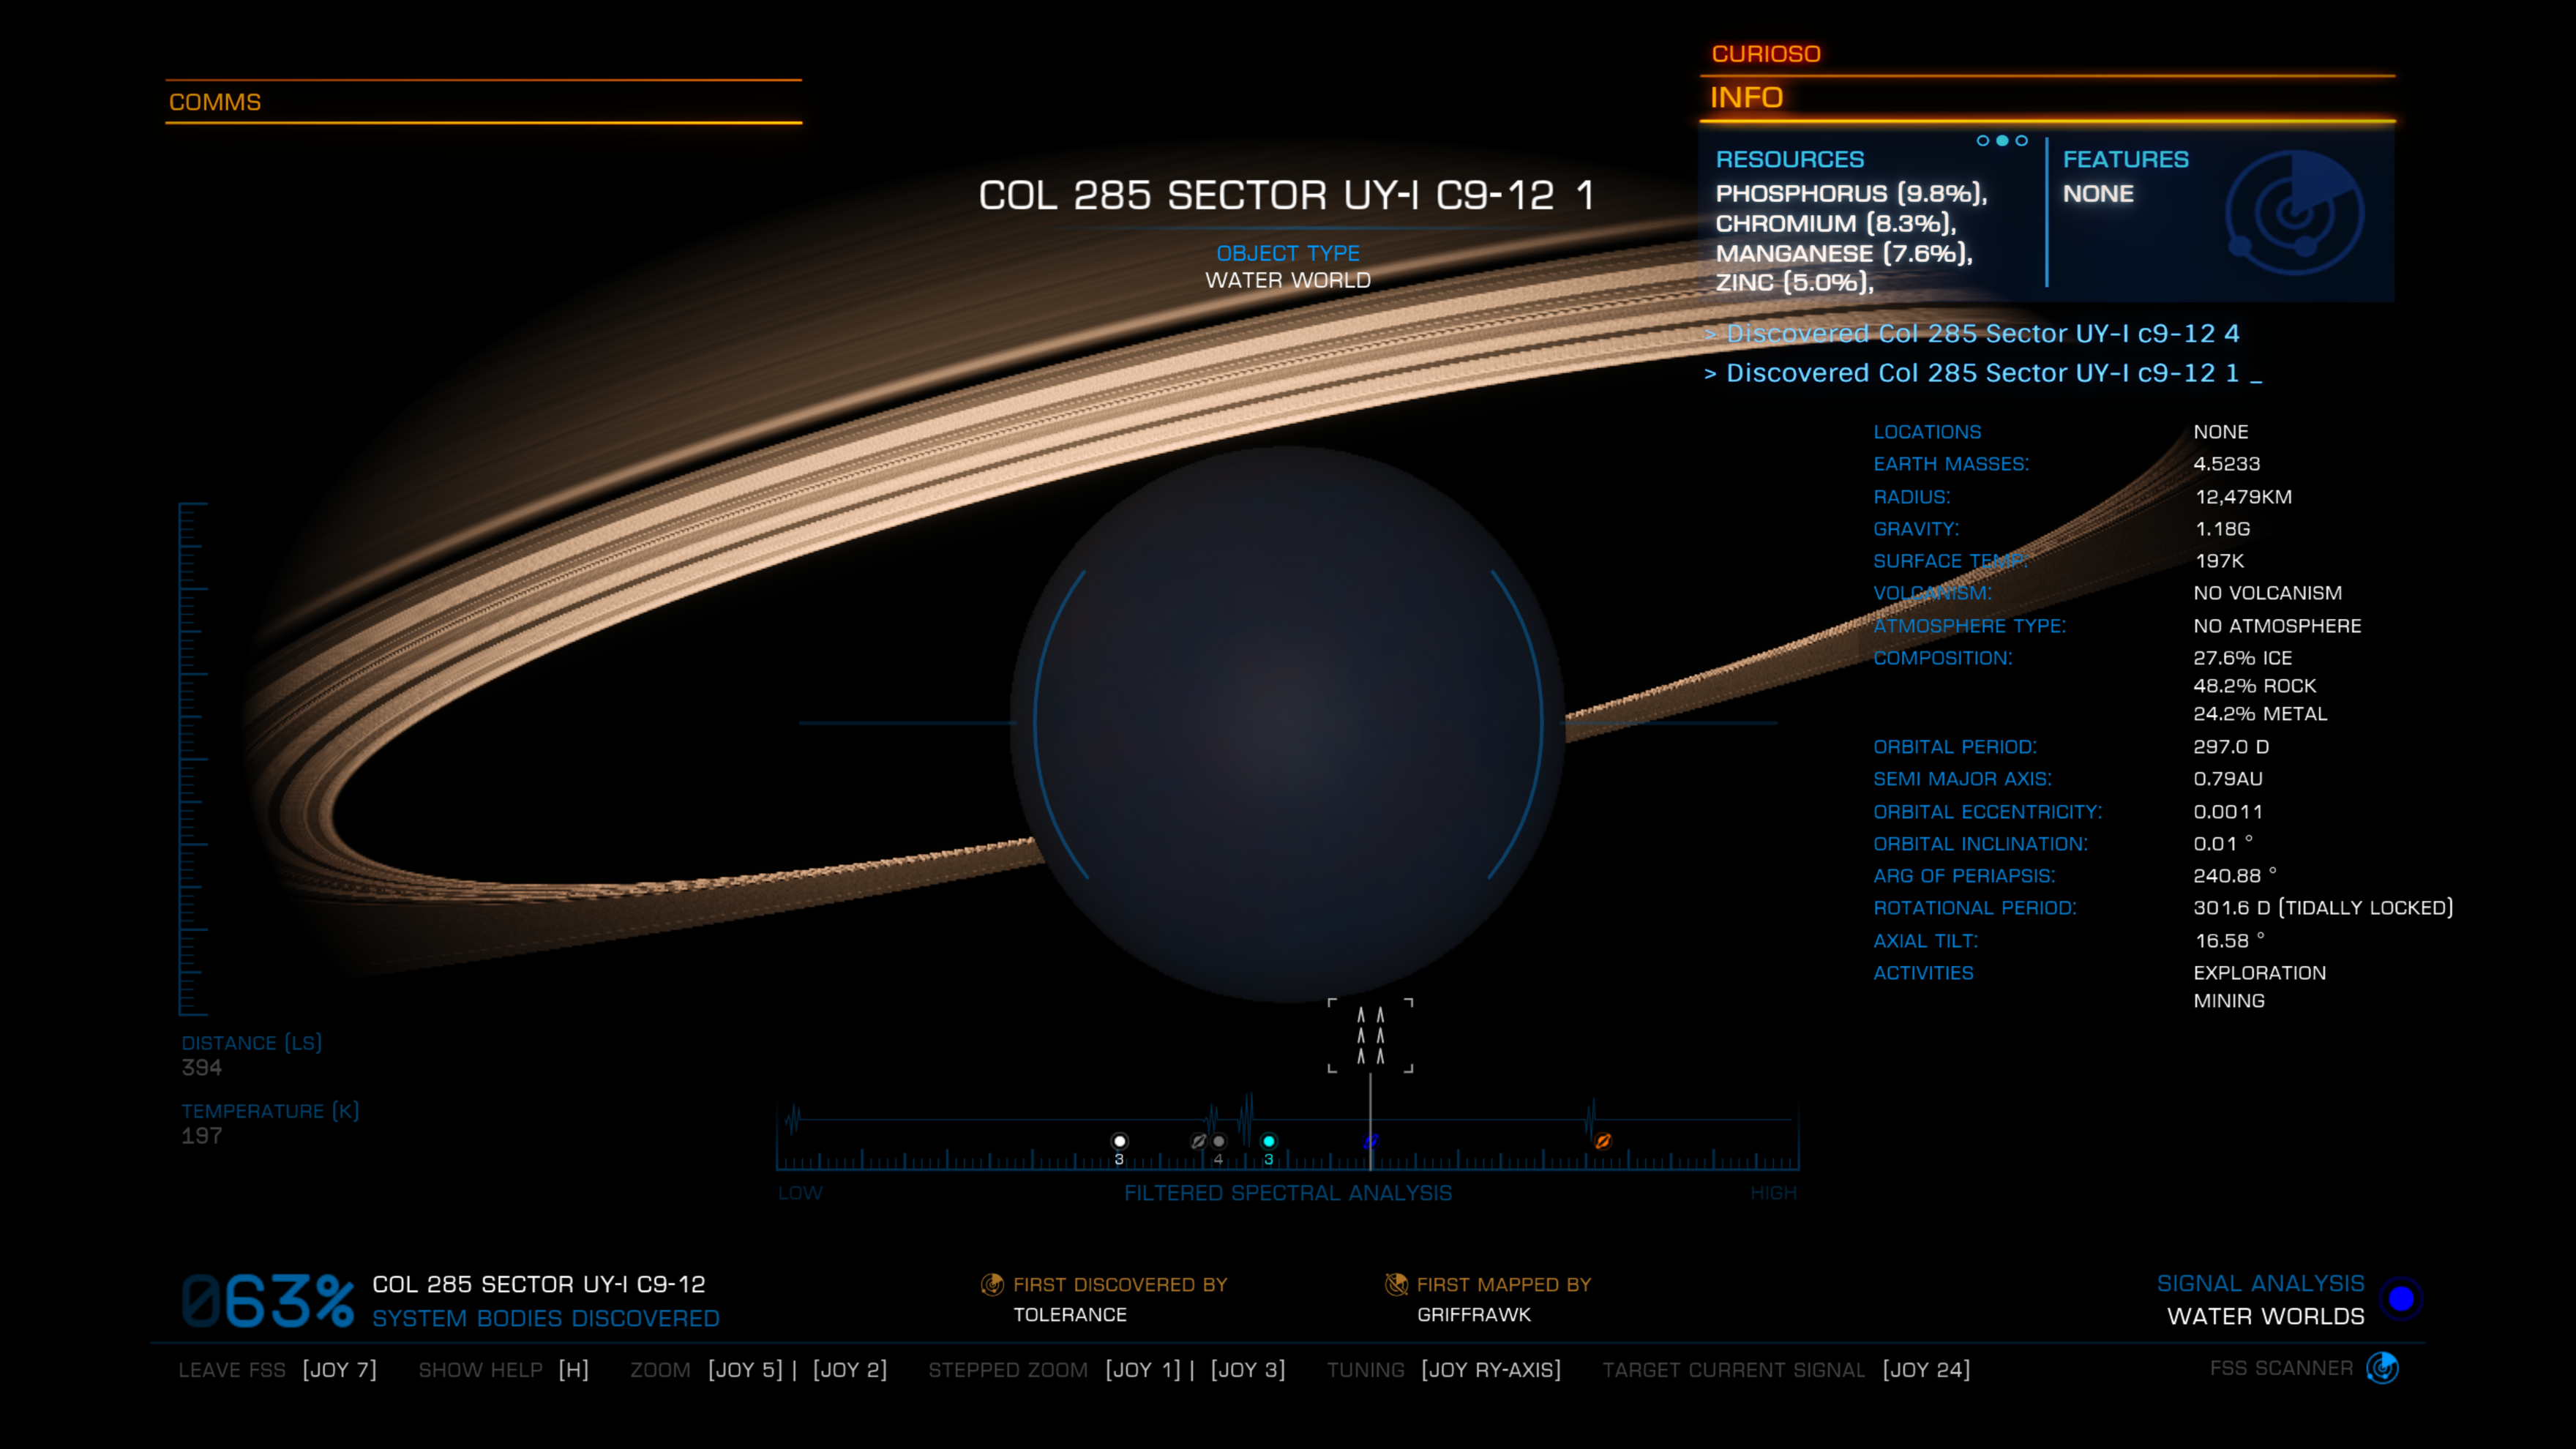 CURIOSO
COMMS
INFO
COL 285 SECTOR UY-I C9-12 1
OBJECT TYPE
WATER WORLD
RESOURCES
PHOSPHORUS (9.8%),
CHROMIUM (8.3%),
MANGANESE (7.6%),
ZINC (5.0%),
FEATURES
NONE
> Discovered Col 285 Sector UY-I c9-12 4
> Discovered Col 285 Sector UY-I c9-12 1 _
LOCATIONS NONE
EARTH MASSES: 4.5233
RADIUS: 12,479KM
GRAVITY: 1.18G
SURFACE TEMP: 197K
VOLCANISM: NO VOLCANISM
ATMOSPHERE TYPE: NO ATMOSPHERE
COMPOSITION: 27.6% ICE
48.2% ROCK
24.2% METAL
ORBITAL PERIOD: 297.0 D
SEMI MAJOR AXIS: 0.79AU
ORBITAL ECCENTRICITY: 0.0011
ORBITAL INCLINATION: 0.01 °
ARG OF PERIAPSIS: 240.88 °
ROTATIONAL PERIOD: 301.6 D (TIDALLY LOCKED)
AXIAL TILT: 16.58 °
ACTIVITIES EXPLORATION
MINING
DISTANCE (LS)
394
TEMPERATURE (K)
197
3 4 3
LOW FILTERED SPECTRAL ANALYSIS HIGH
063% COL 285 SECTOR UY-I C9-12
SYSTEM BODIES DISCOVERED
FIRST DISCOVERED BY
TOLERANCE
FIRST MAPPED BY
GRIFFRAWK
SIGNAL ANALYSIS
WATER WORLDS
LEAVE FSS [JOY 7] SHOW HELP [H] ZOOM [JOY 5] | [JOY 2] STEPPED ZOOM [JOY 1] | [JOY 3] TUNING [JOY RY-AXIS] TARGET CURRENT SIGNAL [JOY 24] FSS SCANNER